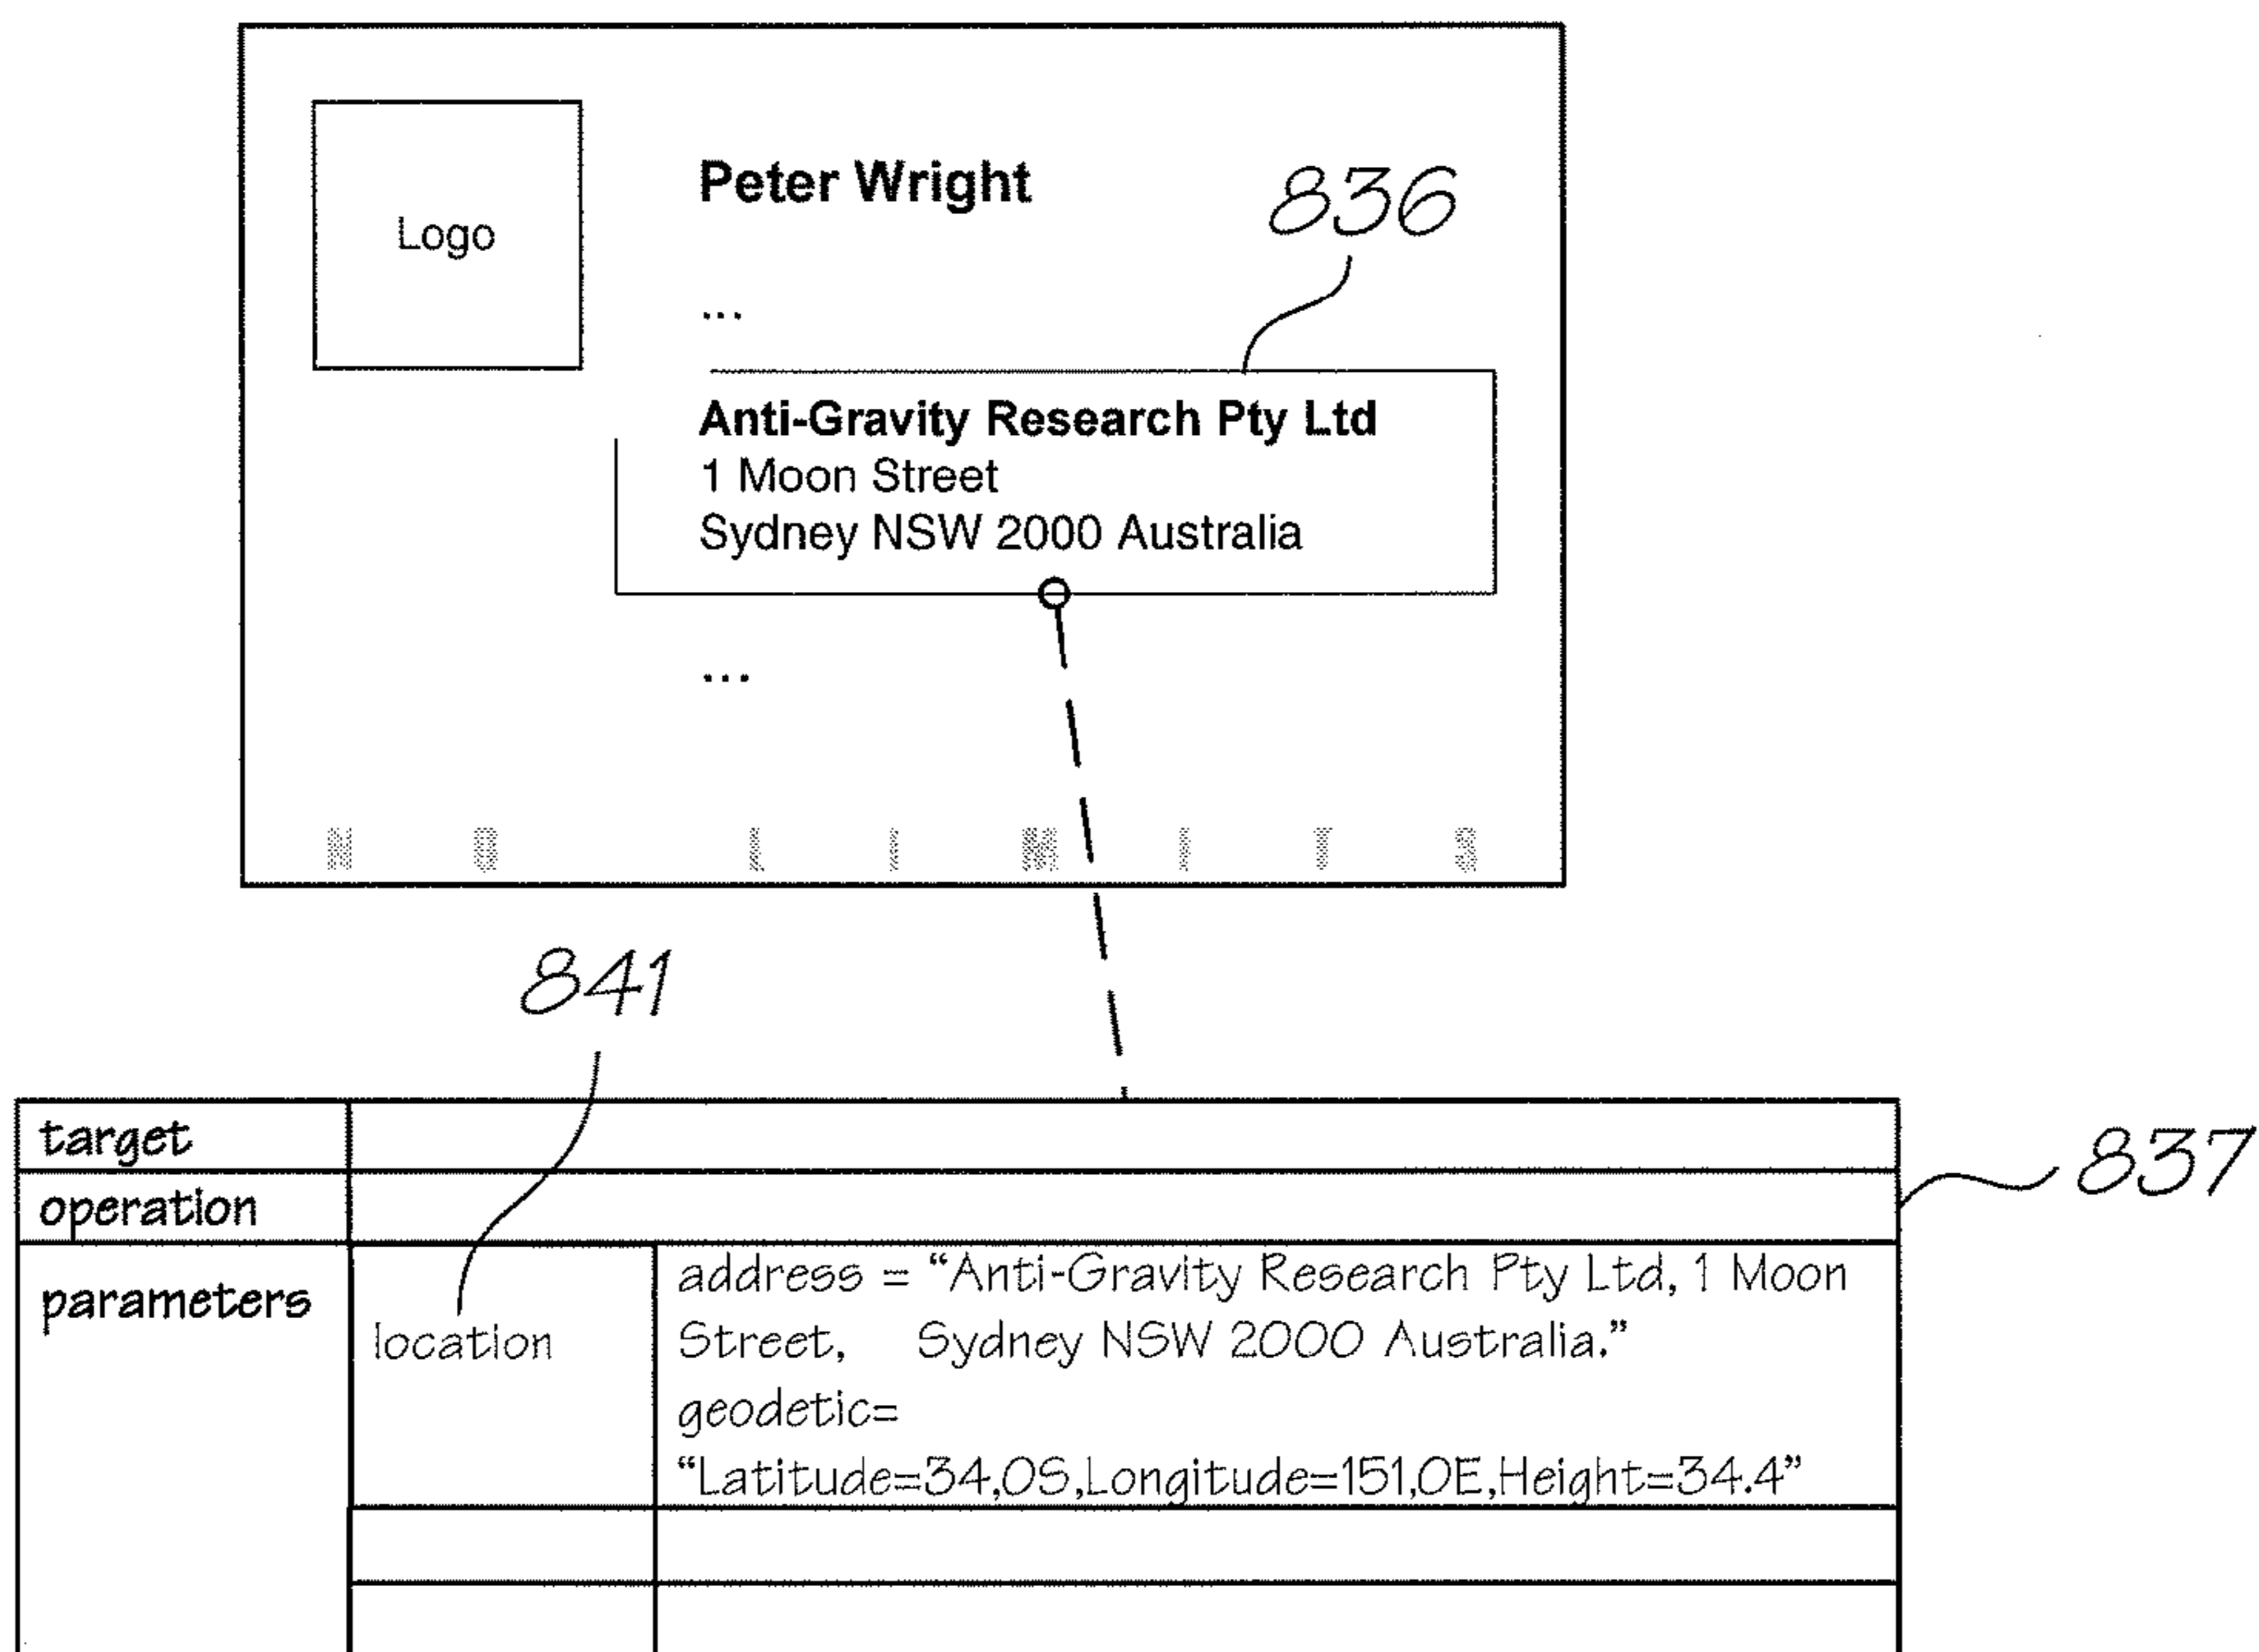 Logo
Peter Wright
836
...
Anti-Gravity Research Pty Ltd
1 Moon Street
Sydney NSW 2000 Australia
...
N O L I M I T S
841
target
837
operation
parameters
location
address = “Anti-Gravity Research Pty Ltd, 1 Moon
Street, Sydney NSW 2000 Australia.”
geodetic=
“Latitude=34,0S,Longitude=151,0E,Height=34.4”